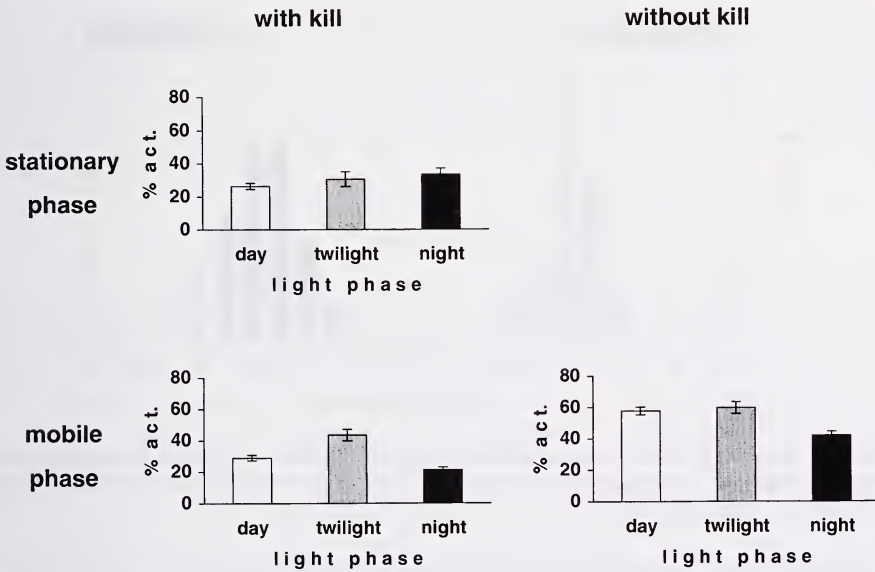 with kill
without kill
stationary
phase
% act.
80
60
40
20
0
day twilight night
light phase
mobile
phase
% act.
80
60
40
20
0
day twilight night
light phase
% act.
80
60
40
20
0
day twilight night
light phase